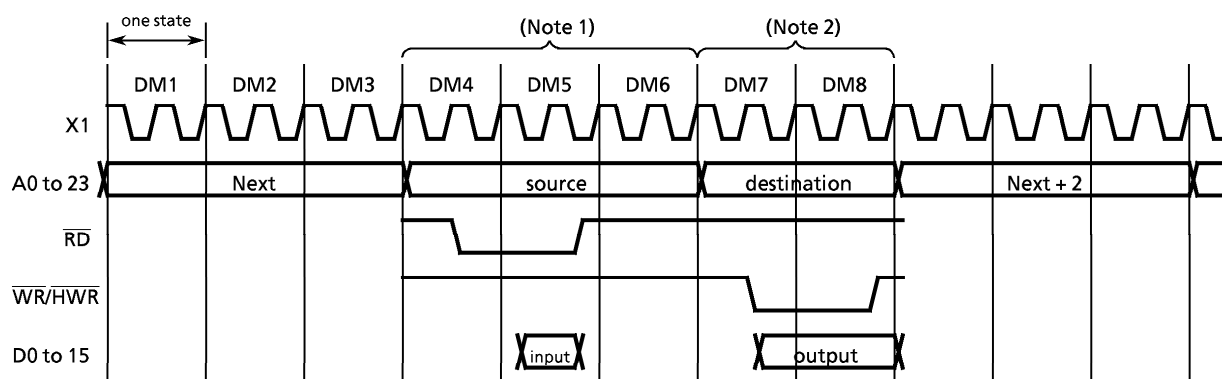 one state
(Note 1) (Note 2)
DM1 DM2 DM3 DM4 DM5 DM6 DM7 DM8
X1
A0 to 23 Next source destination Next + 2
RD
WR/HWR
D0 to 15 input output